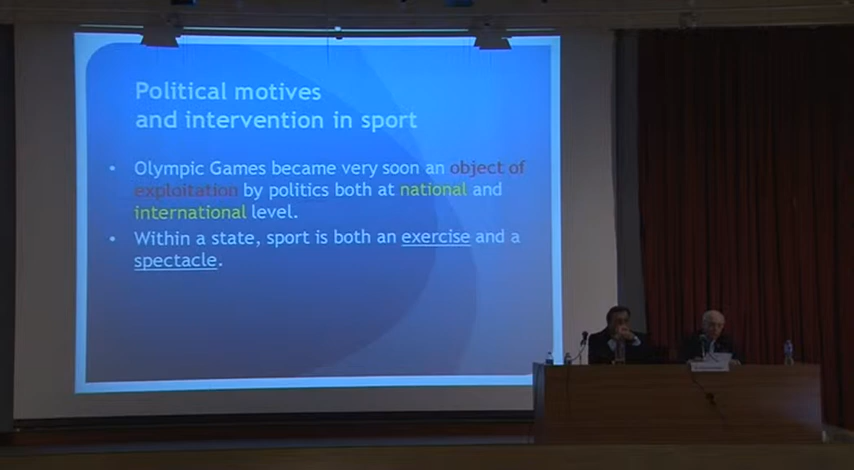 Political motives
and intervention in sport
• Olympic Games became very soon an object of
exploitation by politics both at national and
international level.
• Within a state, sport is both an exercise and a
spectacle.